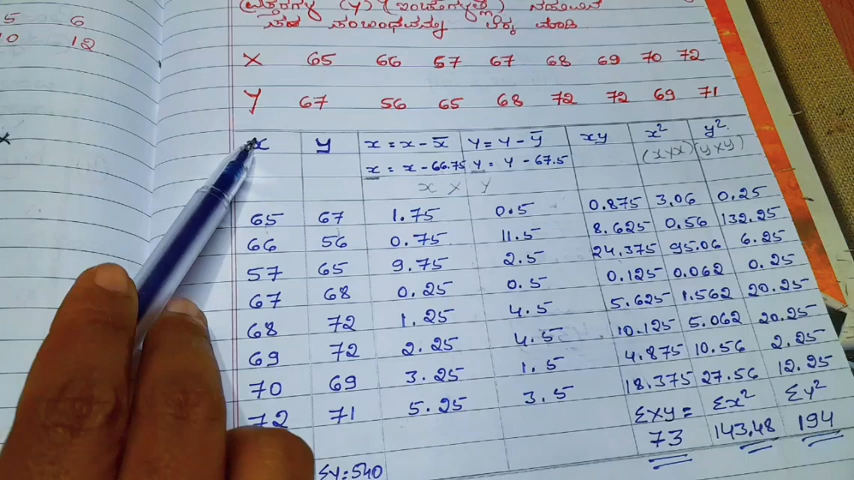 5 6
10 12
(y)
ಮಾಡಿ
X 65 66 57 67 68 69 70 72
Y 67 56 65 68 72 72 69 71
x y x = x - x̄ y = y - ȳ xy x² y²
x = x - 66.75 y = y - 67.5 (x x x) (y x y)
x x y
65 67 1.75 0.5 0.875 3.06 0.25
66 56 0.75 11.5 8.625 0.56 132.25
57 65 9.75 2.5 24.375 95.06 6.25
67 68 0.25 0.5 0.125 0.062 0.25
68 72 1.25 4.5 5.625 1.562 20.25
69 72 2.25 4.5 10.125 5.062 20.25
70 69 3.25 1.5 4.875 10.56 2.25
72 71 5.25 3.5 18.375 27.56 12.25
Σxy = Σx² Σy²
73 143.48 194
Σy = 540